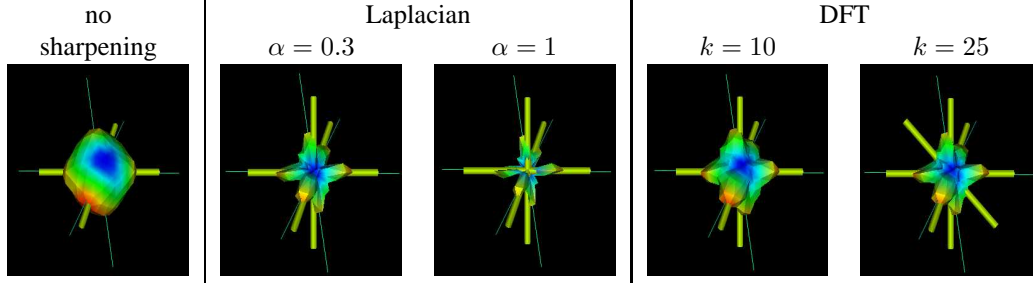 no
sharpening
Laplacian
α = 0.3
α = 1
DFT
k = 10
k = 25